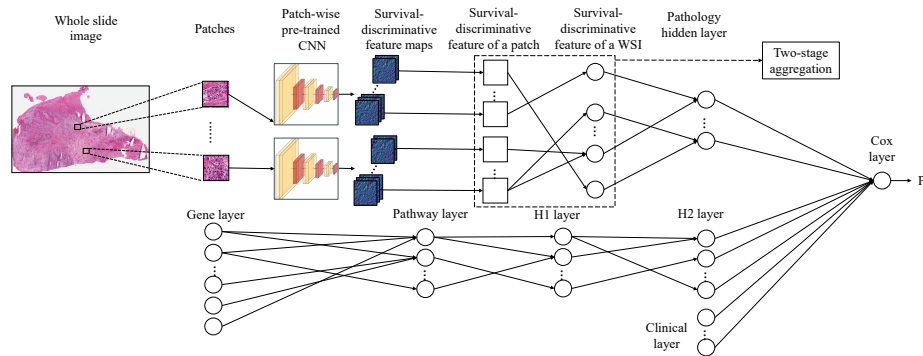 Whole slide
image
Patches
Patch-wise
pre-trained
CNN
Survival-
discriminative
feature maps
Survival-
discriminative
feature of a patch
Survival-
discriminative
feature of a WSI
Pathology
hidden layer
Two-stage
aggregation
Cox
layer
Gene layer
Pathway layer
H1 layer
H2 layer
Clinical
layer